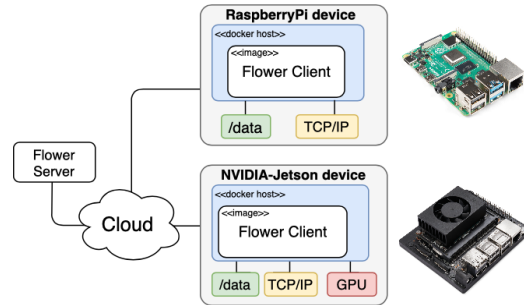 RaspberryPi device
<<docker host>>
<<image>>
Flower Client
/data
TCP/IP
Flower
Server
Cloud
NVIDIA-Jetson device
<<docker host>>
<<image>>
Flower Client
/data
TCP/IP
GPU